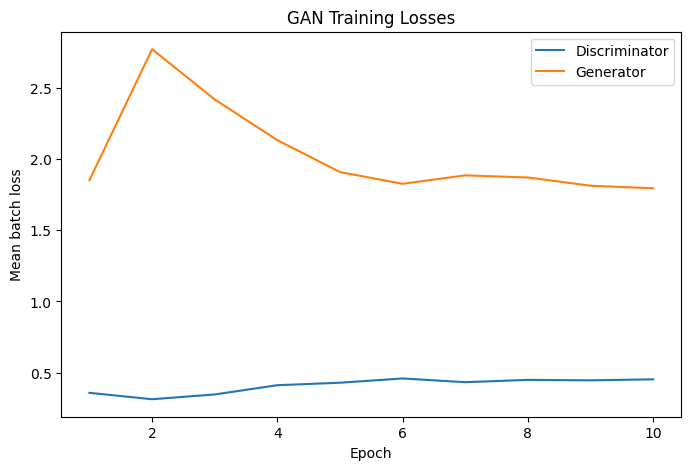 GAN Training Losses
Discriminator
Generator
Mean batch loss
2.5
2.0
1.5
1.0
0.5
2 4 6 8 10
Epoch